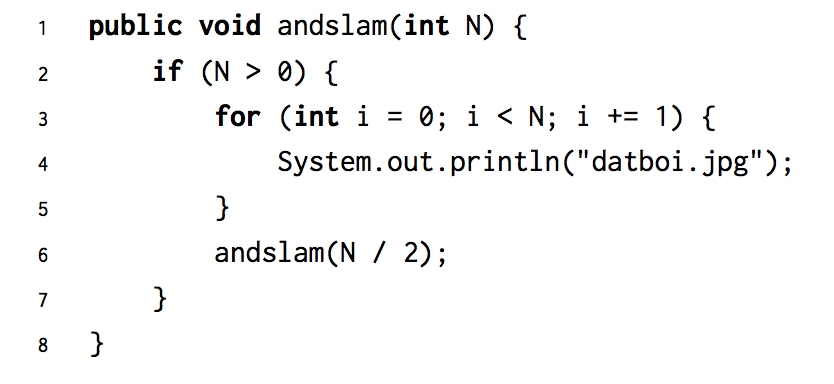 1 public void andslam(int N) {
2 if (N > 0) {
3 for (int i = 0; i < N; i += 1) {
4 System.out.println("datboi.jpg");
5 }
6 andslam(N / 2);
7 }
8 }